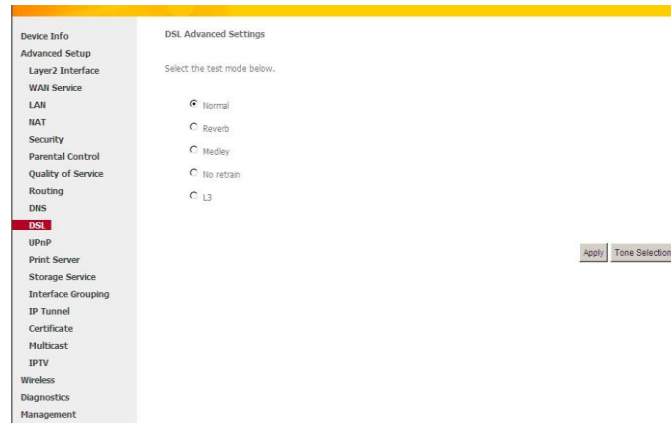 Device Info
Advanced Setup
Layer2 Interface
WAN Service
LAN
NAT
Security
Parental Control
Quality of Service
Routing
DNS
DSL
UPnP
Print Server
Storage Service
Interface Grouping
IP Tunnel
Certificate
Multicast
IPTV
Wireless
Diagnostics
Management
DSL Advanced Settings
Select the test mode below.
Normal
Reverb
Medley
No retrain
L3
Apply Tone Selection